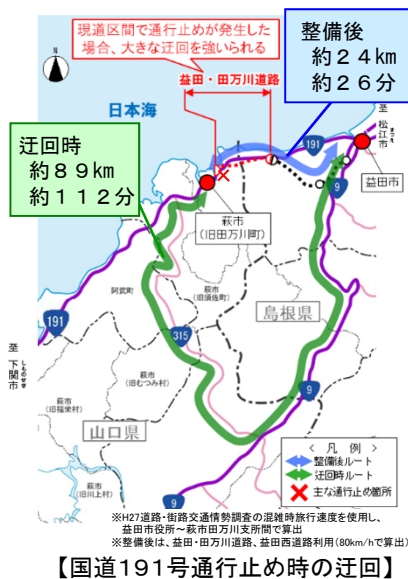 現道区間で通行止めが発生した
場合、大きな迂回を強いられる
益田・田万川道路
整備後
約24km
約26分
日本海
迂回時
約89km
約112分
至
松江市
まつえ
191
9
益田市
萩市
(旧田万川町)
阿武町
萩市
(旧須佐町)
島根県
191
315
至
下関市
しものせき
萩市
(旧むつみ村)
萩市
(旧福栄村)
山口県
9
萩市
(旧川上村)
9
<凡例>
整備後ルート
迂回時ルート
主な通行止箇所
※H27道路・街路交通情勢調査の混雑時旅行速度を使用し、
益田市役所~萩市田万川支所間で算出
※整備後は、益田・田万川道路、益田西道路利用(80km/hで算出)
【国道191号通行止め時の迂回】